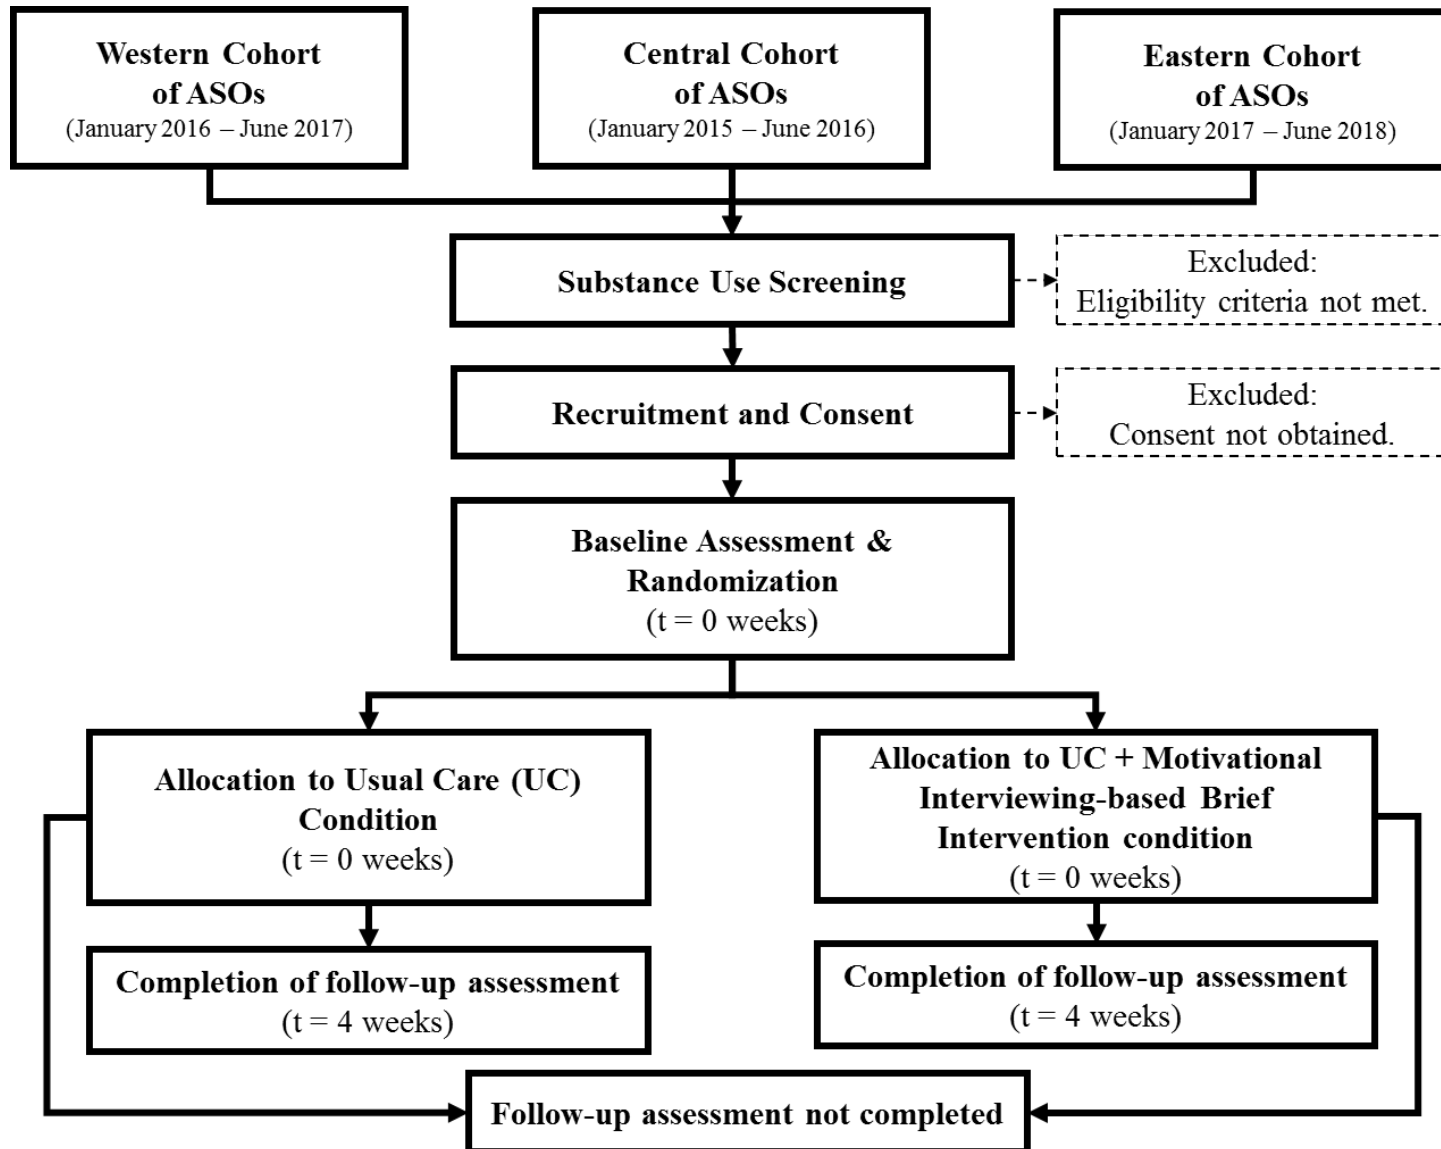 Western Cohort
of ASOs
(January 2016 – June 2017)
Central Cohort
of ASOs
(January 2015 – June 2016)
Eastern Cohort
of ASOs
(January 2017 – June 2018)
Substance Use Screening
Excluded:
Eligibility criteria not met.
Recruitment and Consent
Excluded:
Consent not obtained.
Baseline Assessment &
Randomization
(t = 0 weeks)
Allocation to Usual Care (UC)
Condition
(t = 0 weeks)
Allocation to UC + Motivational
Interviewing-based Brief
Intervention condition
(t = 0 weeks)
Completion of follow-up assessment
(t = 4 weeks)
Completion of follow-up assessment
(t = 4 weeks)
Follow-up assessment not completed